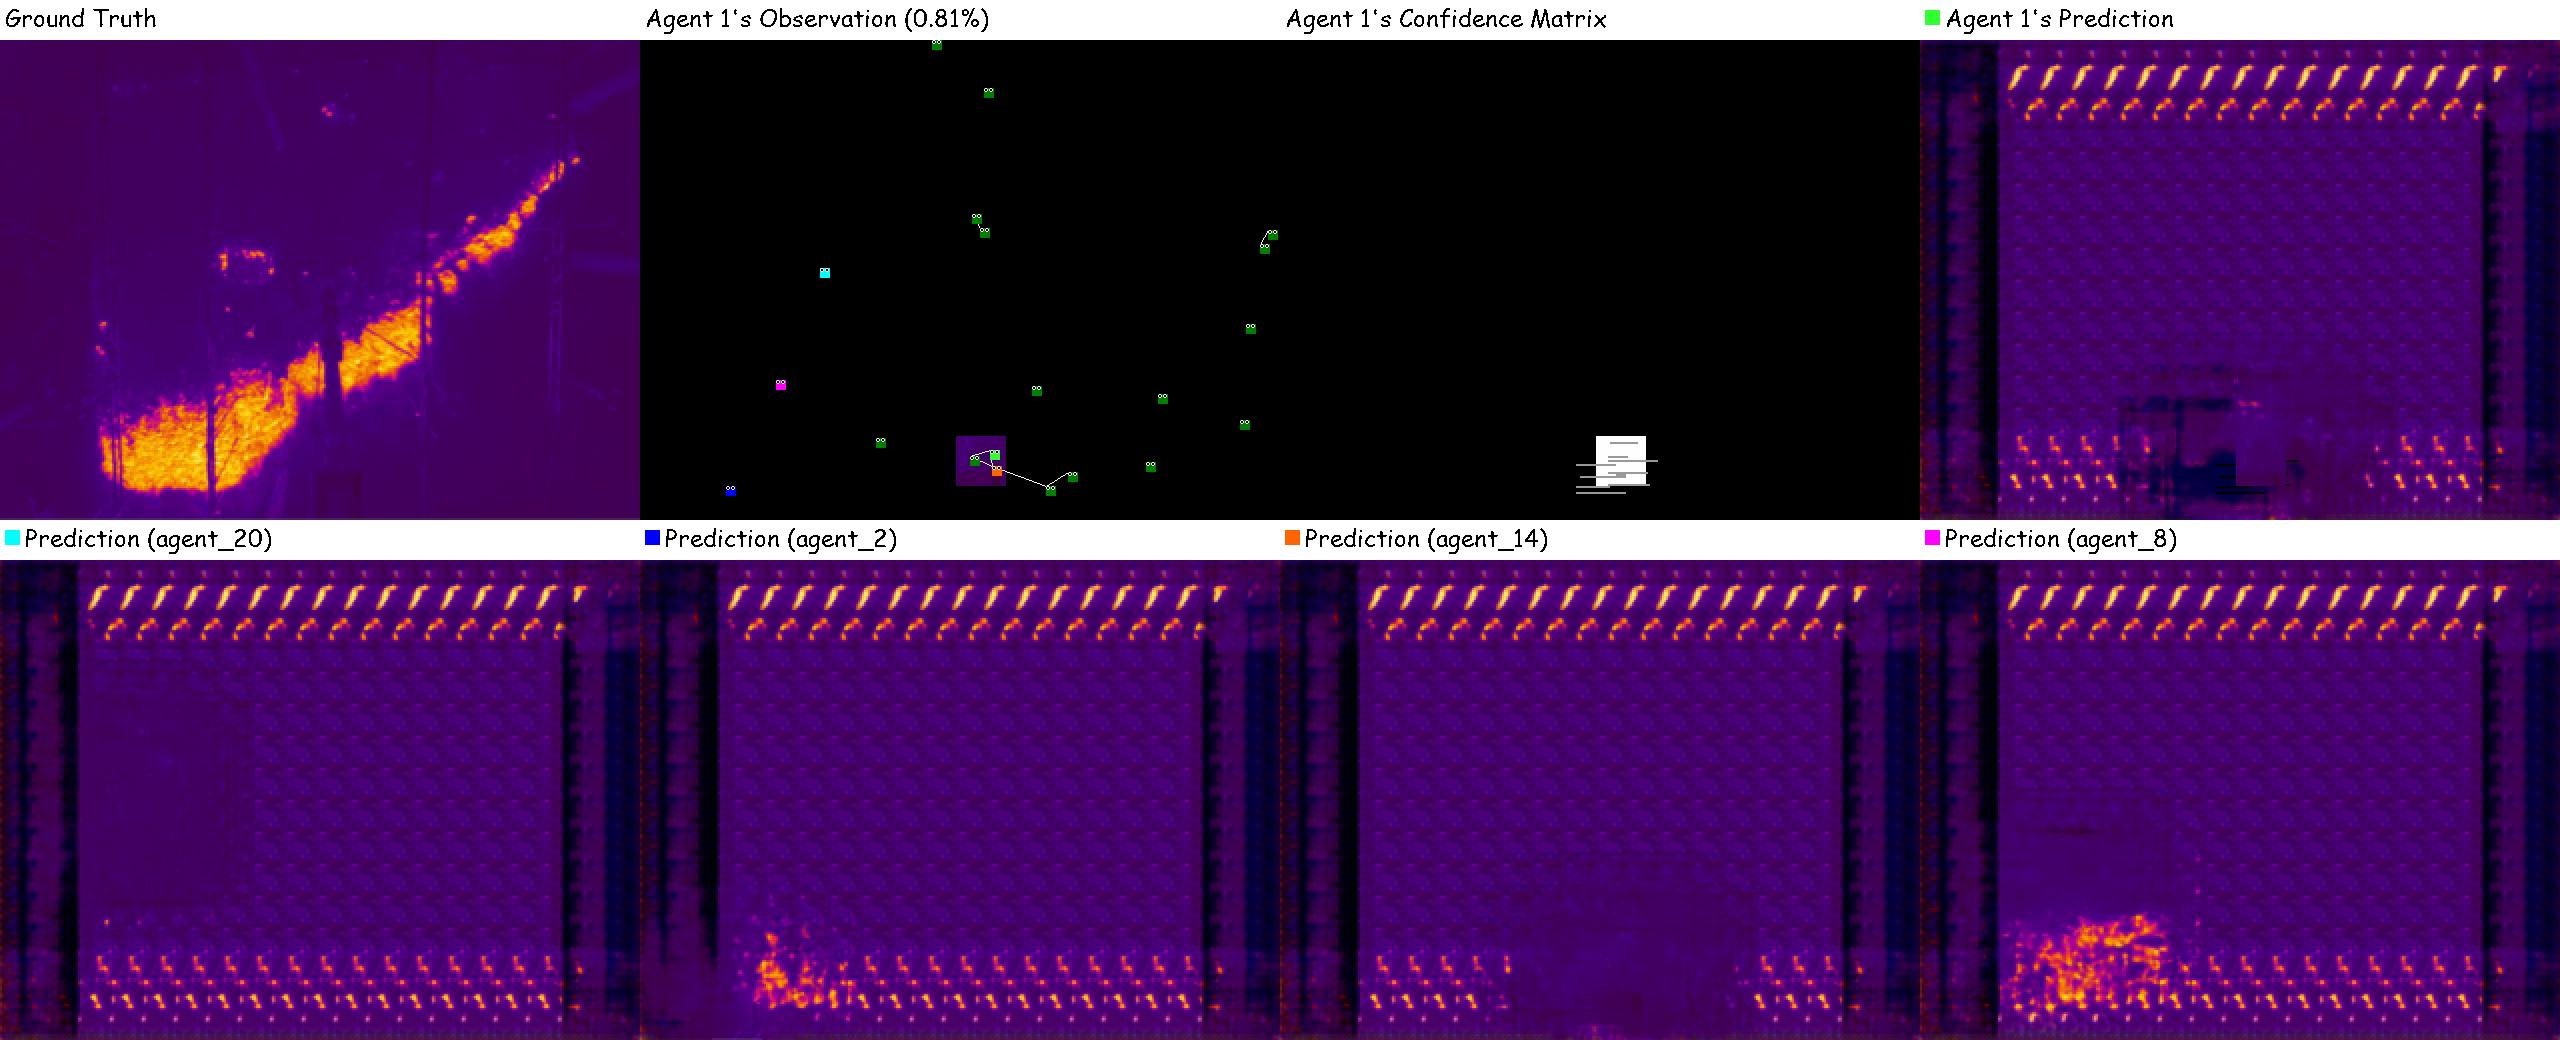 Ground Truth
Agent 1's Observation (0.81%)
Agent 1's Confidence Matrix
Agent 1's Prediction
Prediction (agent_20)
Prediction (agent_2)
Prediction (agent_14)
Prediction (agent_8)